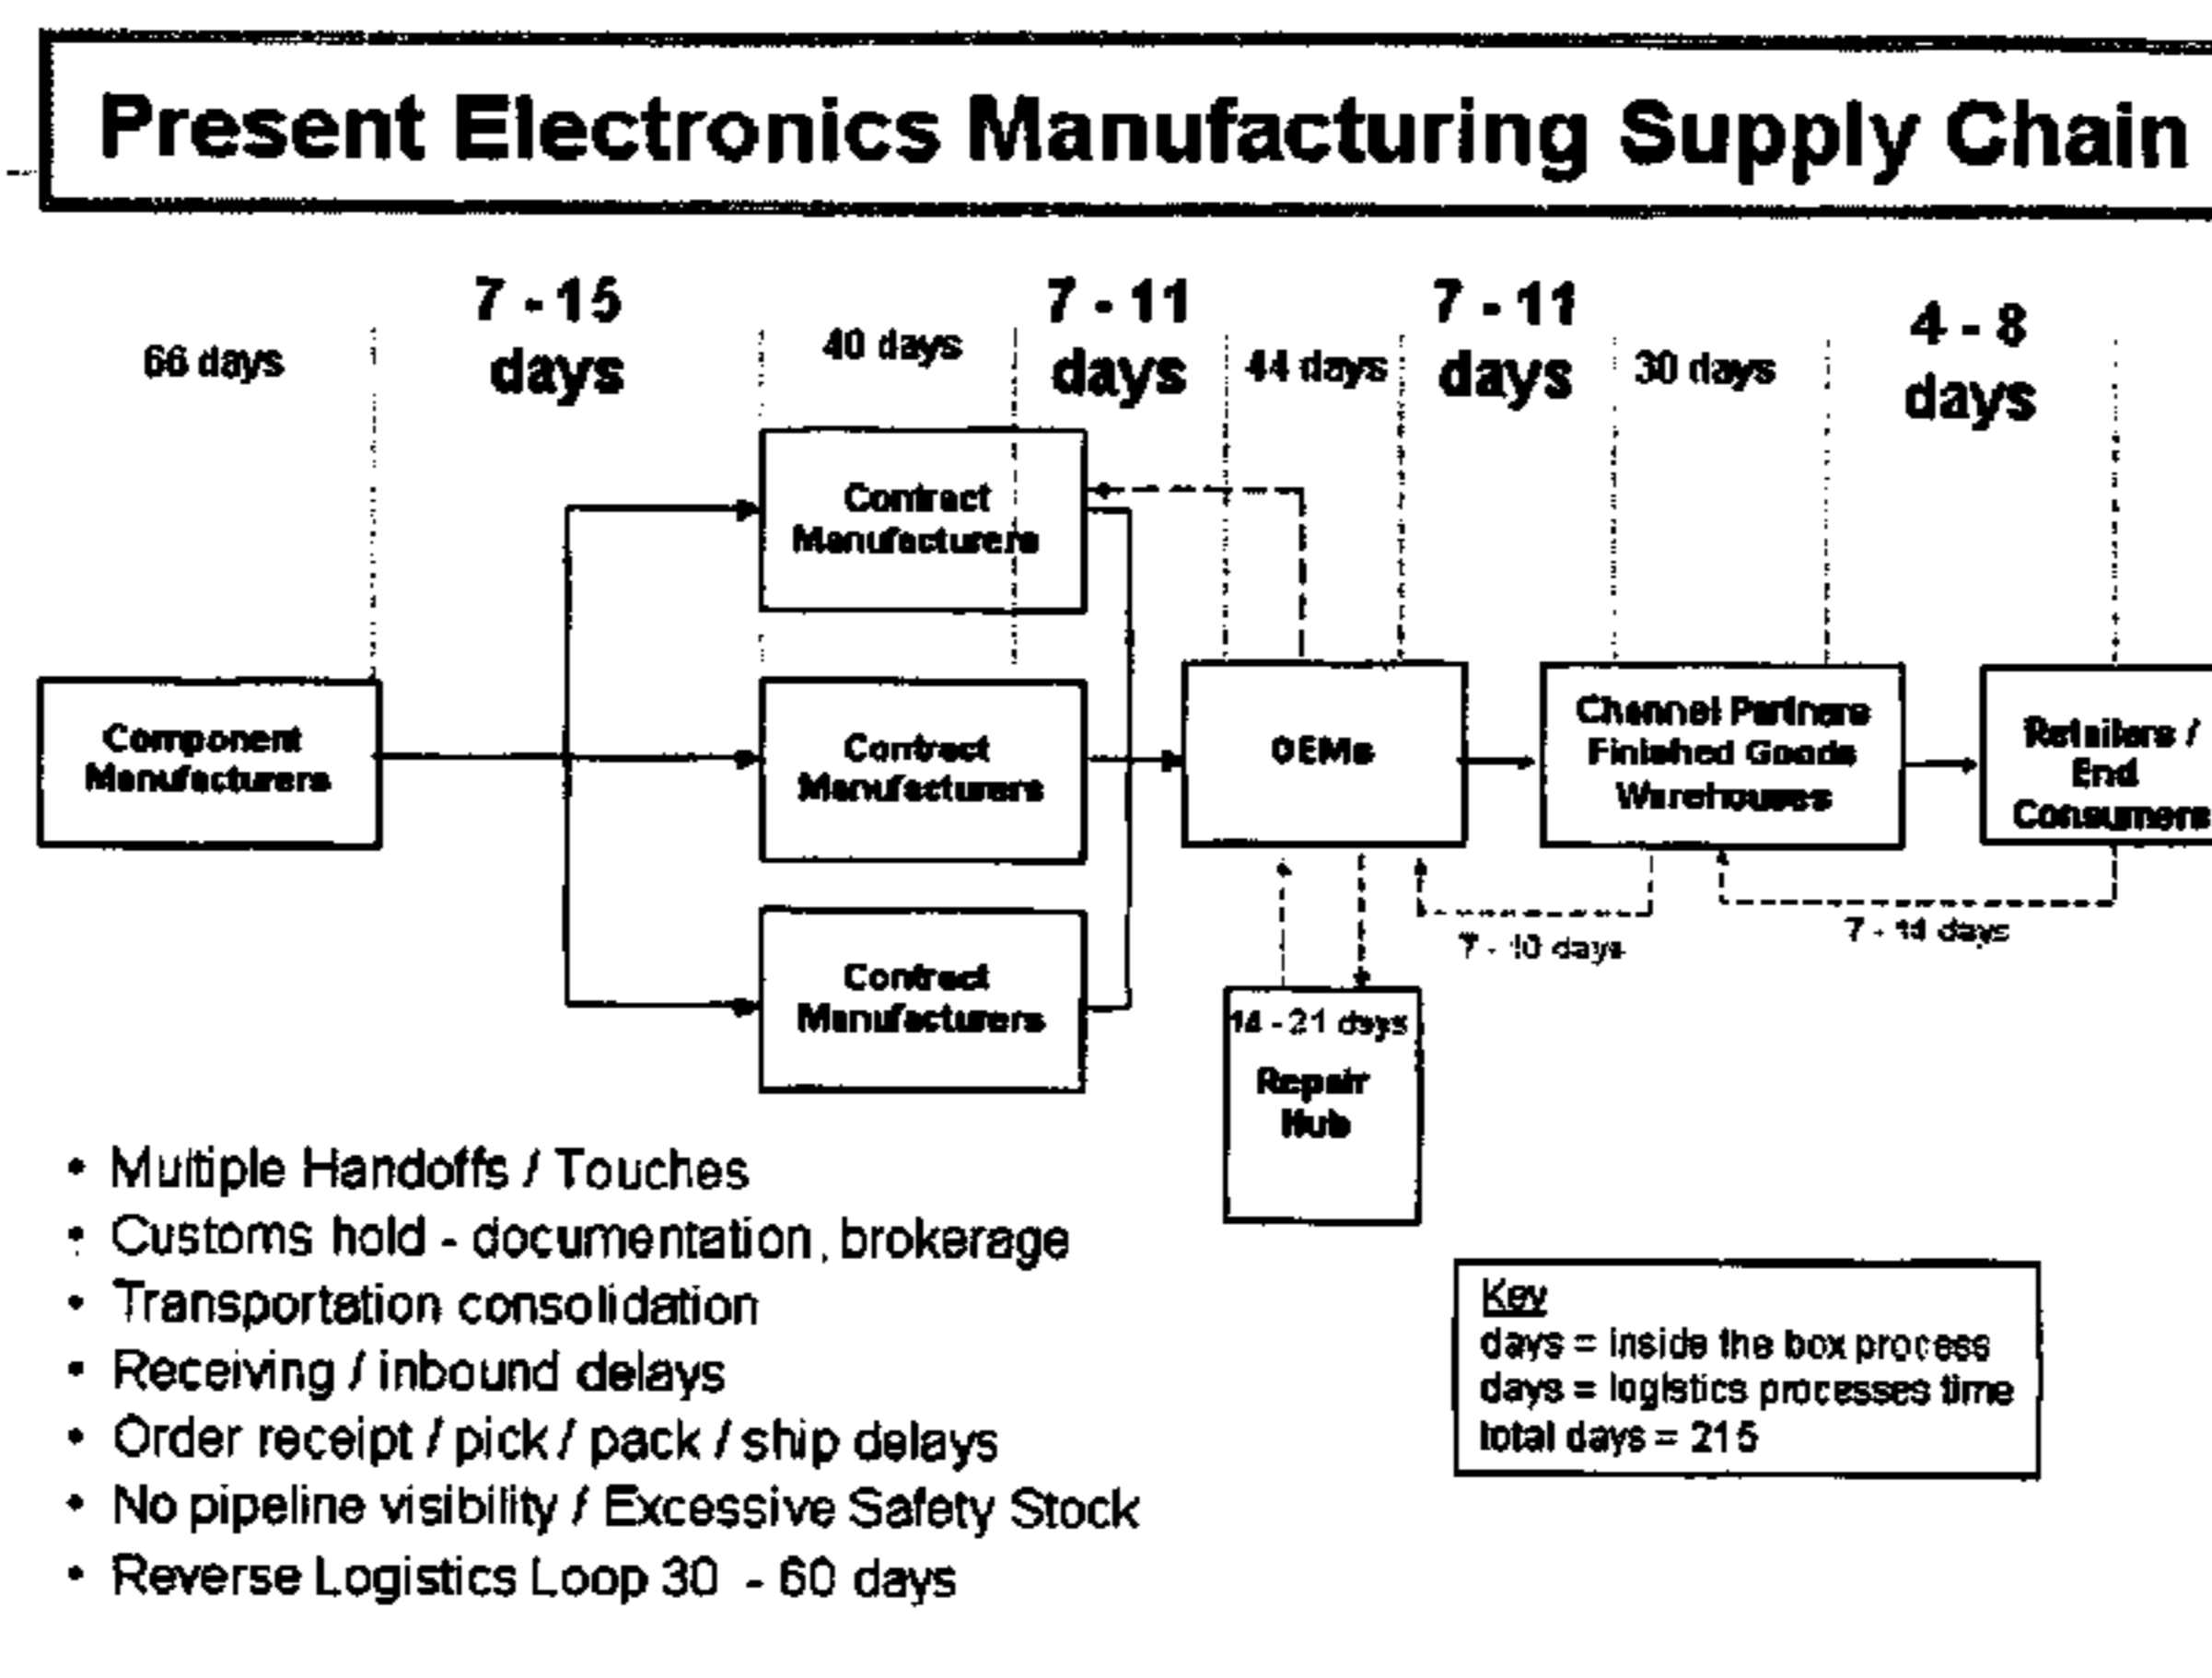 Present Electronics Manufacturing Supply Chain
66 days
7 - 15
days
40 days
7 - 11
days
44 days
7 - 11
days
30 days
4 - 8
days
Contract
Manufacturers
Component
Manufacturers
Contract
Manufacturers
OEMs
Channel Partners
Finished Goods
Warehouses
Retailers /
End
Consumers
7 - 10 days
7 - 14 days
Contract
Manufacturers
14 - 21 days
Repair
Hub
• Multiple Handoffs / Touches
• Customs hold - documentation, brokerage
• Transportation consolidation
• Receiving / inbound delays
• Order receipt / pick / pack / ship delays
• No pipeline visibility / Excessive Safety Stock
• Reverse Logistics Loop 30 - 60 days
Key
days = inside the box process
days = logistics processes time
total days = 215